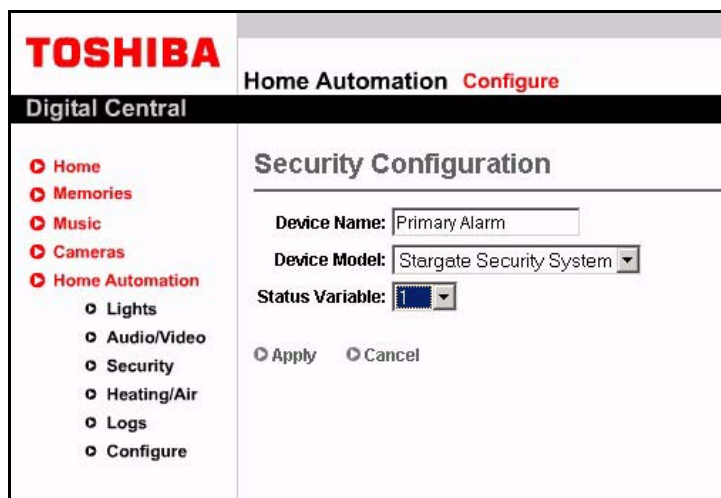 TOSHIBA
Home Automation Configure
Digital Central
Home
Memories
Music
Cameras
Home Automation
Lights
Audio/Video
Security
Heating/Air
Logs
Configure
Security Configuration
Device Name: Primary Alarm
Device Model: Stargate Security System
Status Variable: 1
Apply Cancel